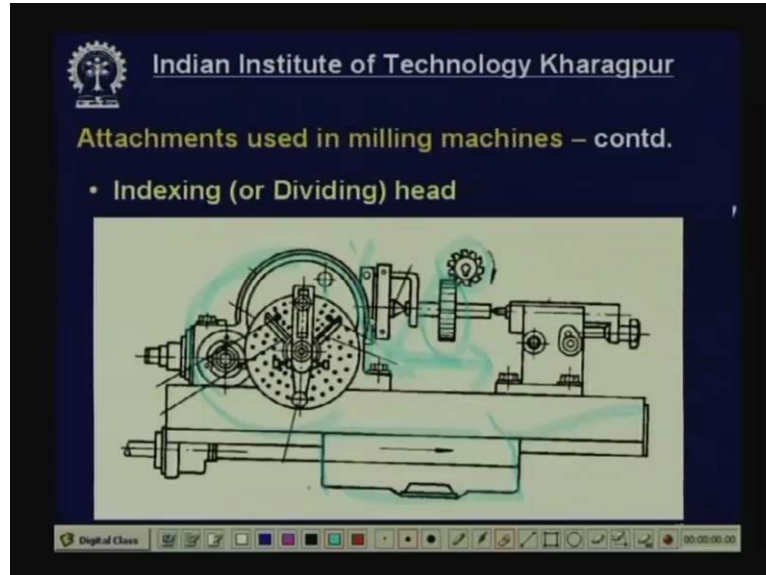 Indian Institute of Technology Kharagpur
Attachments used in milling machines – contd.
• Indexing (or Dividing) head
Digital Class
00:00:00.00